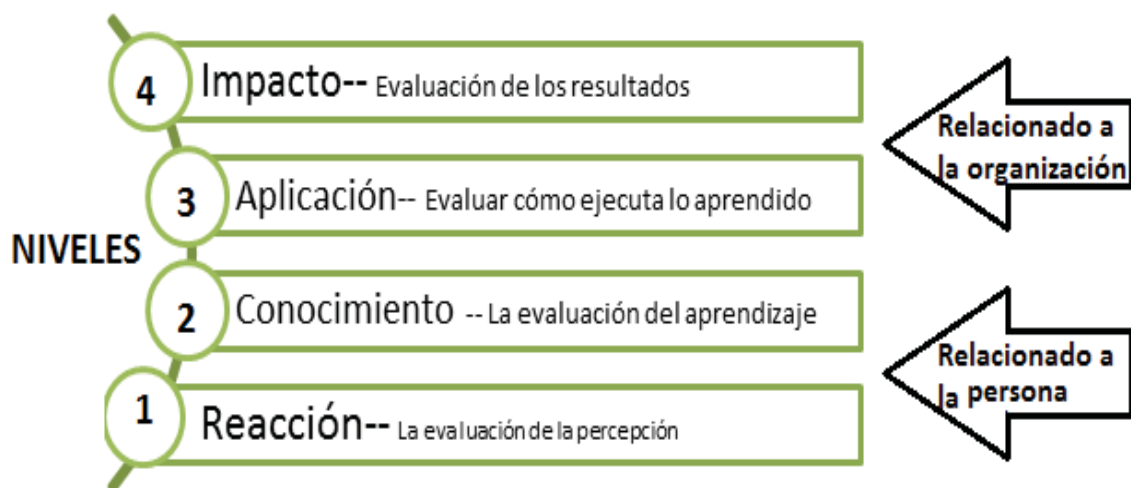 4
Impacto-- Evaluación de los resultados
Relacionado a
la organización
3
Aplicación-- Evaluar cómo ejecuta lo aprendido
NIVELES
2
Conocimiento -- La evaluación del aprendizaje
Relacionado a
la persona
1
Reacción-- La evaluación de la percepción